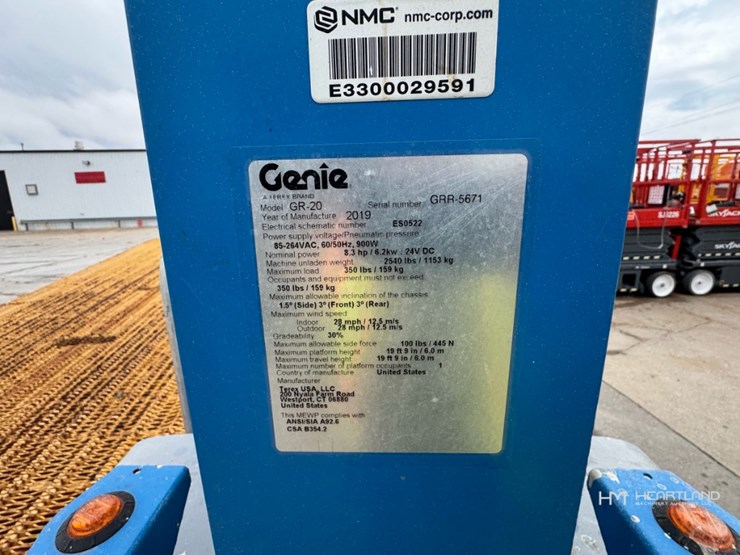 NMC® nmc-corp.com
E3300029591
Genie
A TEREX BRAND
Model GR-20 Serial number GRR-5671
Year of Manufacture 2019
Electrical schematic number ES0522
Power supply voltage/Pneumatic pressure
85-264VAC, 60/50Hz, 900W
Nominal power 8.3 hp / 6.2kw : 24V DC
Machine unladen weight 2540 lbs / 1153 kg
Maximum load 350 lbs / 159 kg
Occupants and equipment must not exceed:
350 lbs / 159 kg
Maximum allowable inclination of the chassis:
1.5º (Side) 3º (Front) 3º (Rear)
Maximum wind speed
Indoor 28 mph / 12.5 m/s
Outdoor 28 mph / 12.5 m/s
Gradeability 30%
Maximum allowable side force 100 lbs / 445 N
Maximum platform height 19 ft 9 in / 6.0 m
Maximum travel height 19 ft 9 in / 6.0 m
Maximum number of platform occupants 1
Country of manufacture United States
Manufacturer
Terex USA, LLC
200 Nyala Farm Road
Westport, CT 06880
United States
This MEWP complies with:
ANSI/SIA A92.6
CSA B354.2
SJ3226
SKYJACK
HM HEARTLAND